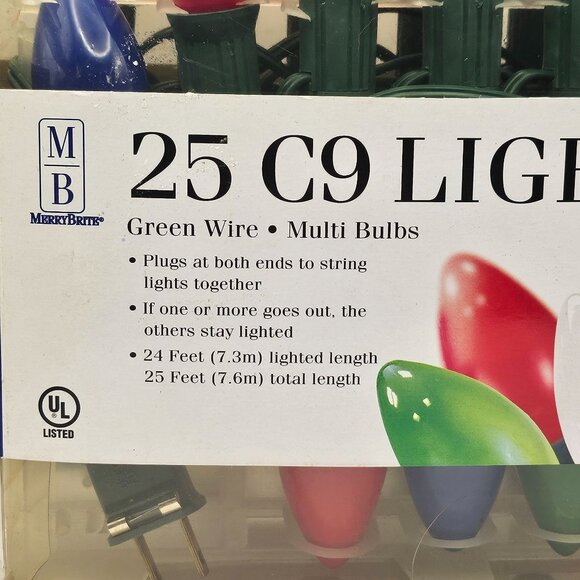 M
B
MERRYBRITE®
25 C9 LIGH
Green Wire • Multi Bulbs
• Plugs at both ends to string
lights together
• If one or more goes out, the
others stay lighted
• 24 Feet (7.3m) lighted length
25 Feet (7.6m) total length
UL
®
LISTED